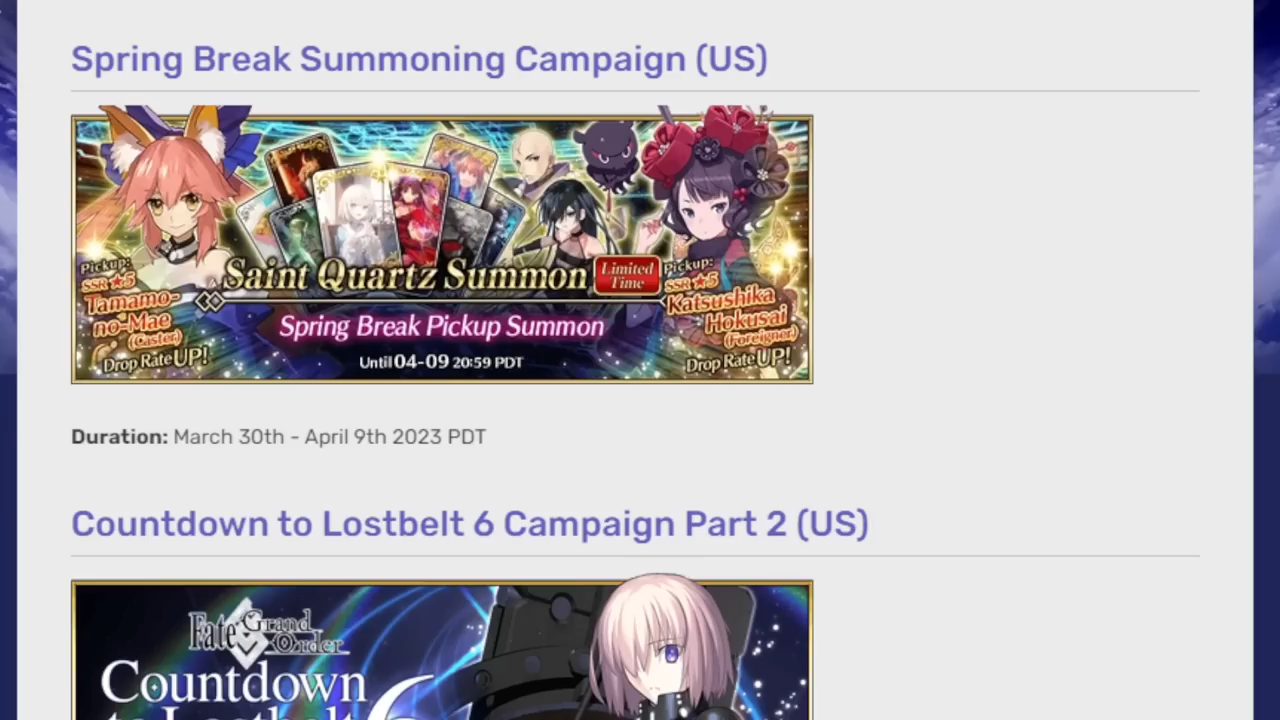 Spring Break Summoning Campaign (US)
Pickup:
SSR ★5
Tamamo-
no-Mae
(Caster)
Drop Rate UP!
Saint Quartz Summon
Limited
Time
Spring Break Pickup Summon
Until 04-09 20:59 PDT
Pickup:
SSR ★5
Katsushika
Hokusai
(Foreigner)
Drop Rate UP!
Duration: March 30th - April 9th 2023 PDT
Countdown to Lostbelt 6 Campaign Part 2 (US)
Fate Grand
Order
Countdown
to Lostbelt 6